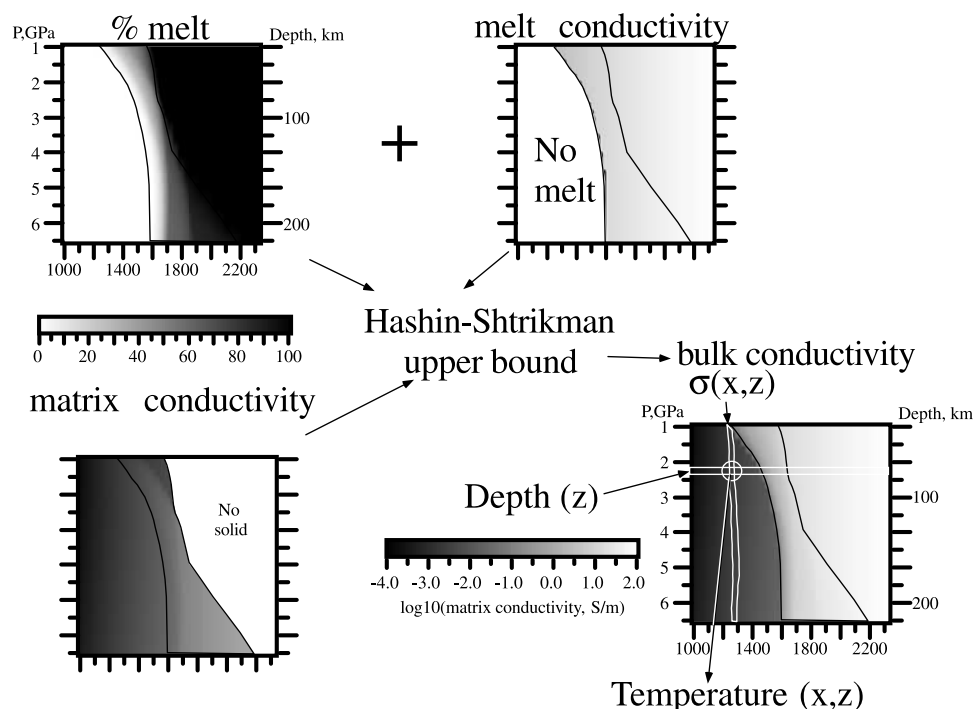 P,GPa
% melt
Depth, km
1
2
3
4
5
6
100
200
1000 1400 1800 2200
+
melt conductivity
No
melt
0 20 40 60 80 100
Hashin-Shtrikman
upper bound
matrix conductivity
No
solid
bulk conductivity
σ(x,z)
P,GPa
Depth, km
1
2
3
4
5
6
100
200
1000 1400 1800 2200
Depth (z)
-4.0 -3.0 -2.0 -1.0 0.0 1.0 2.0
log10(matrix conductivity, S/m)
Temperature (x,z)